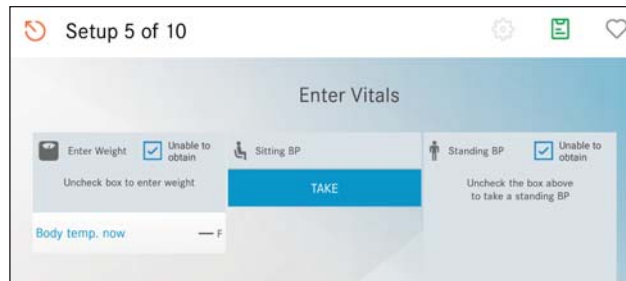 Setup 5 of 10
Enter Vitals
Enter Weight
Unable to
obtain
Uncheck box to enter weight
Body temp. now — F
Sitting BP
TAKE
Standing BP
Unable to
obtain
Uncheck the box above
to take a standing BP